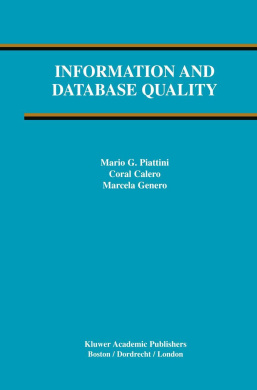 INFORMATION AND
DATABASE QUALITY
Mario G. Piattini
Coral Calero
Marcela Genero
Kluwer Academic Publishers
Boston / Dordrecht / London